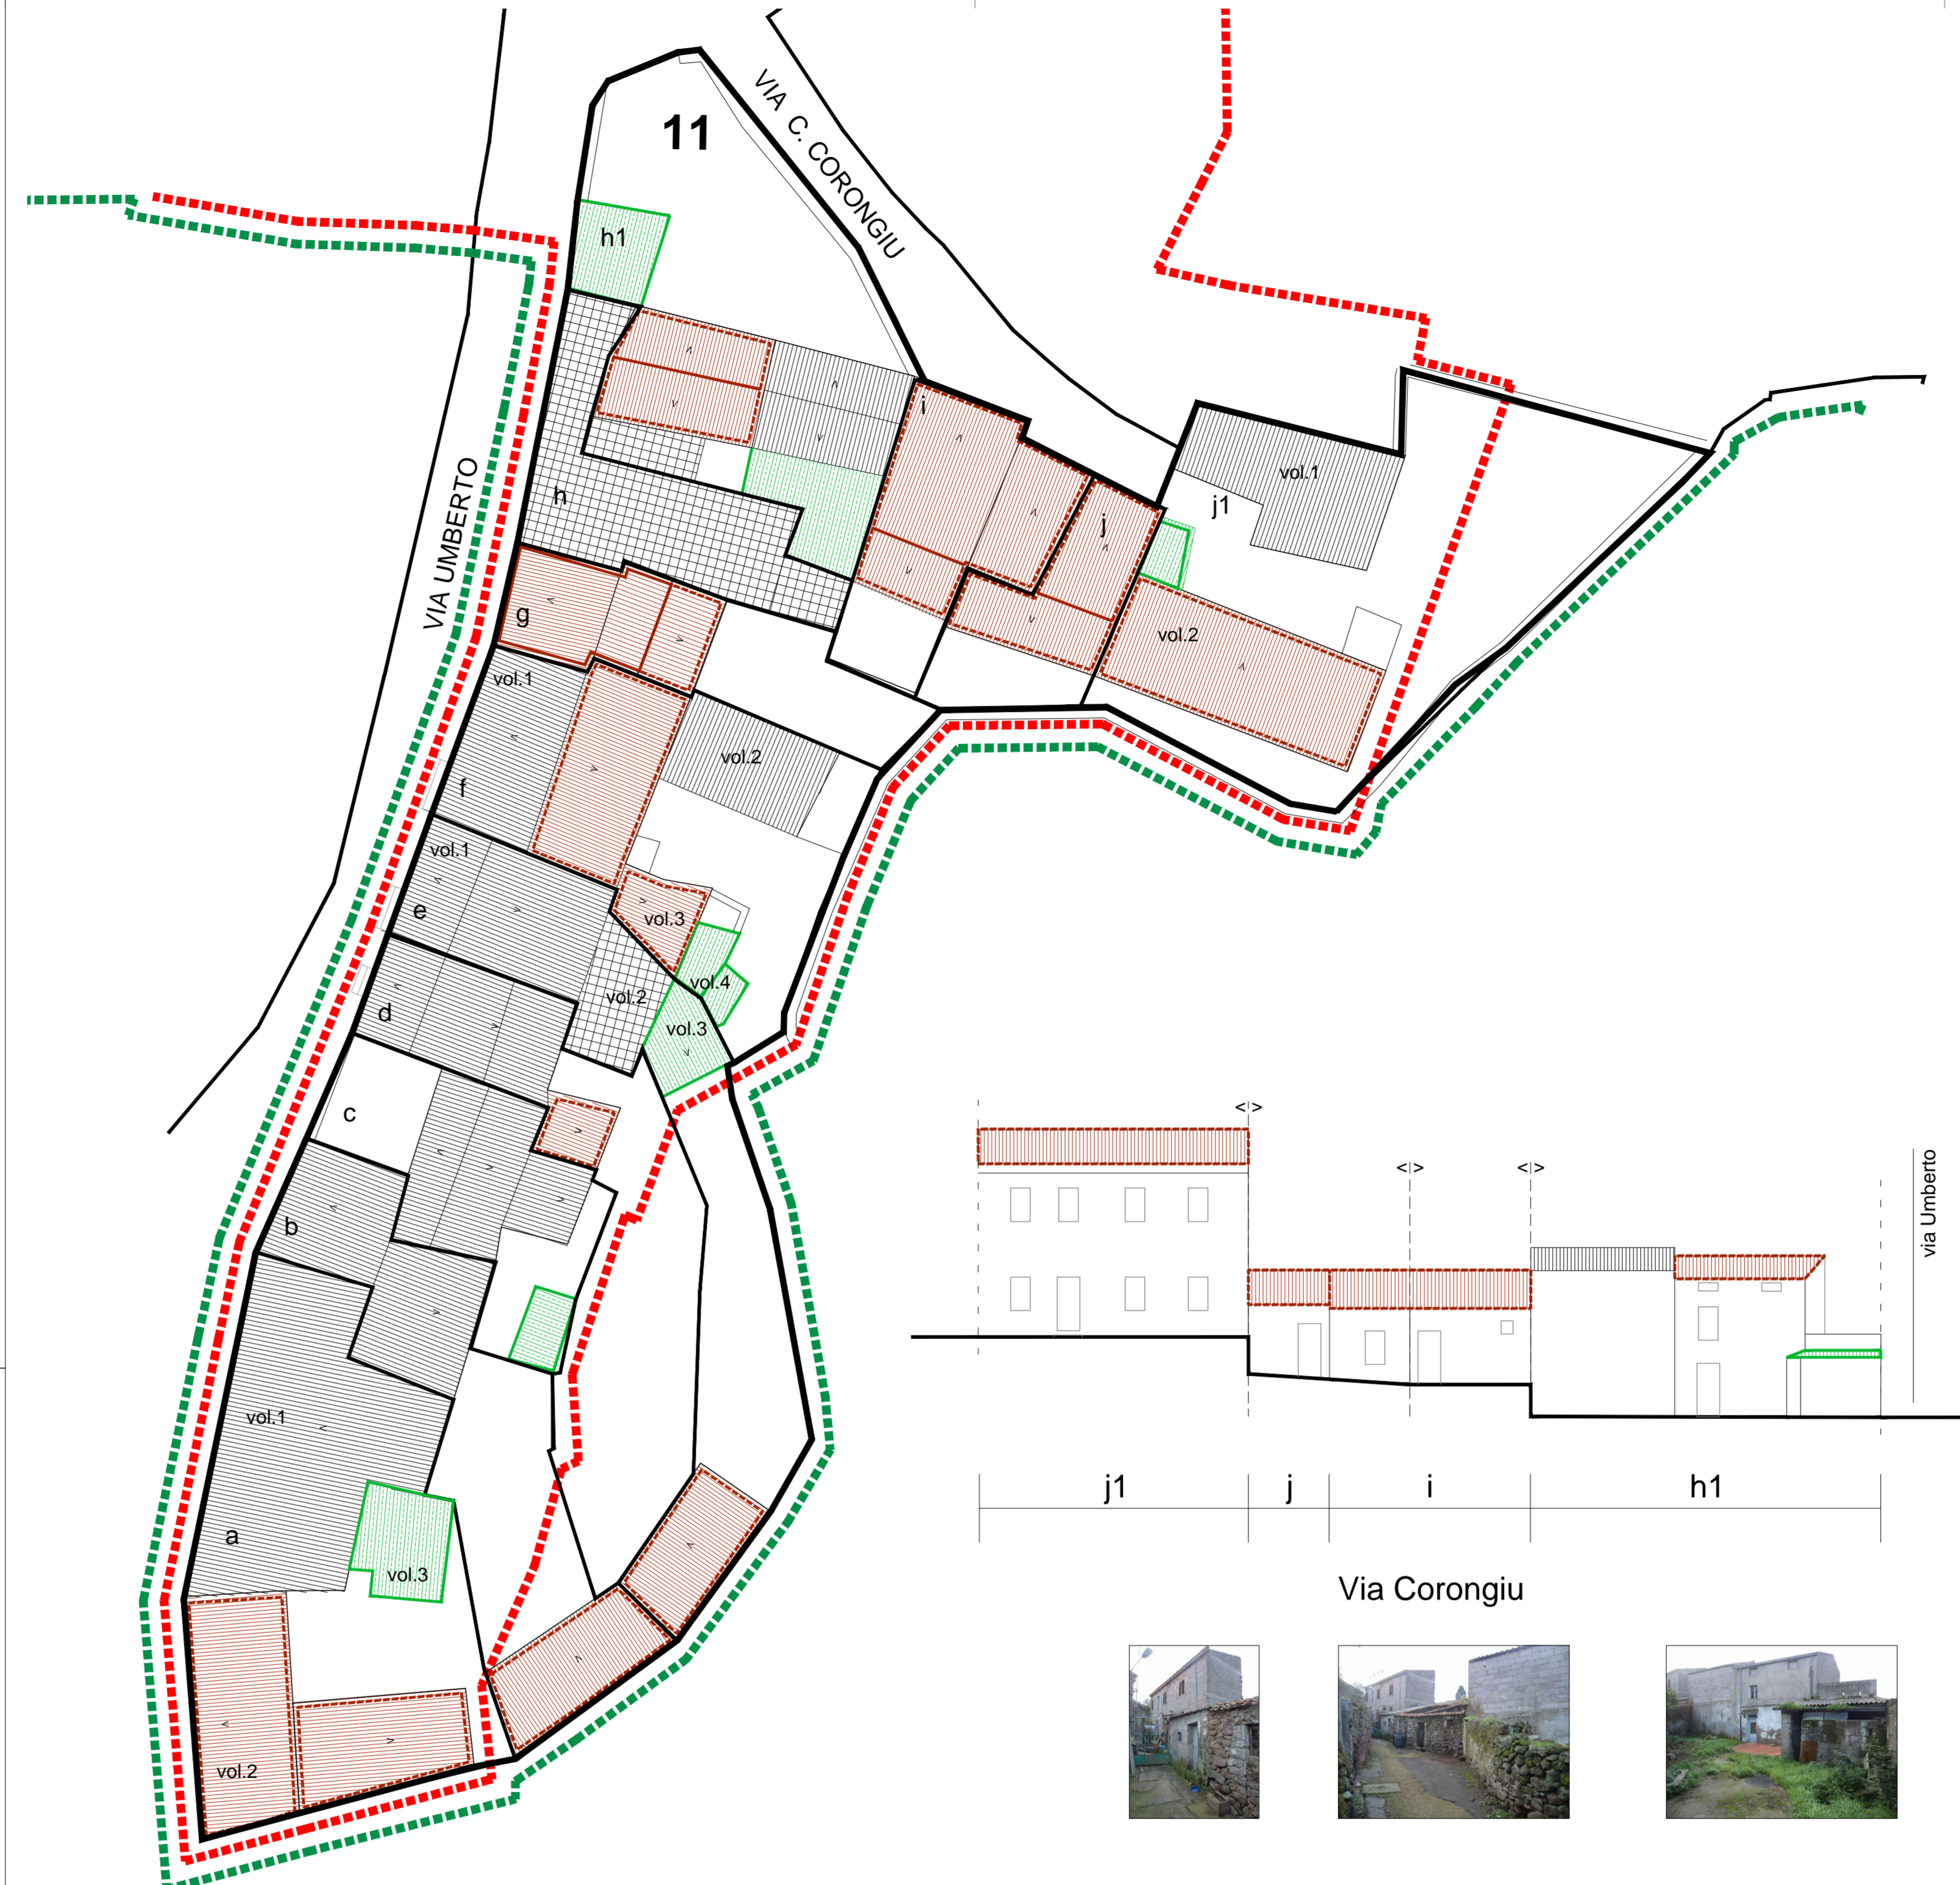 11
VIA C. CORONGIU
h1
i
vol.1
j1
j
h
VIA UMBERTO
g
vol.2
vol.1
vol.2
f
vol.1
e
vol.3
vol.4
vol.2
d
vol.3
c
b
vol.1
a
vol.3
vol.2
<>
<>
<>
via Umberto
j1
j
i
h1
Via Corongiu